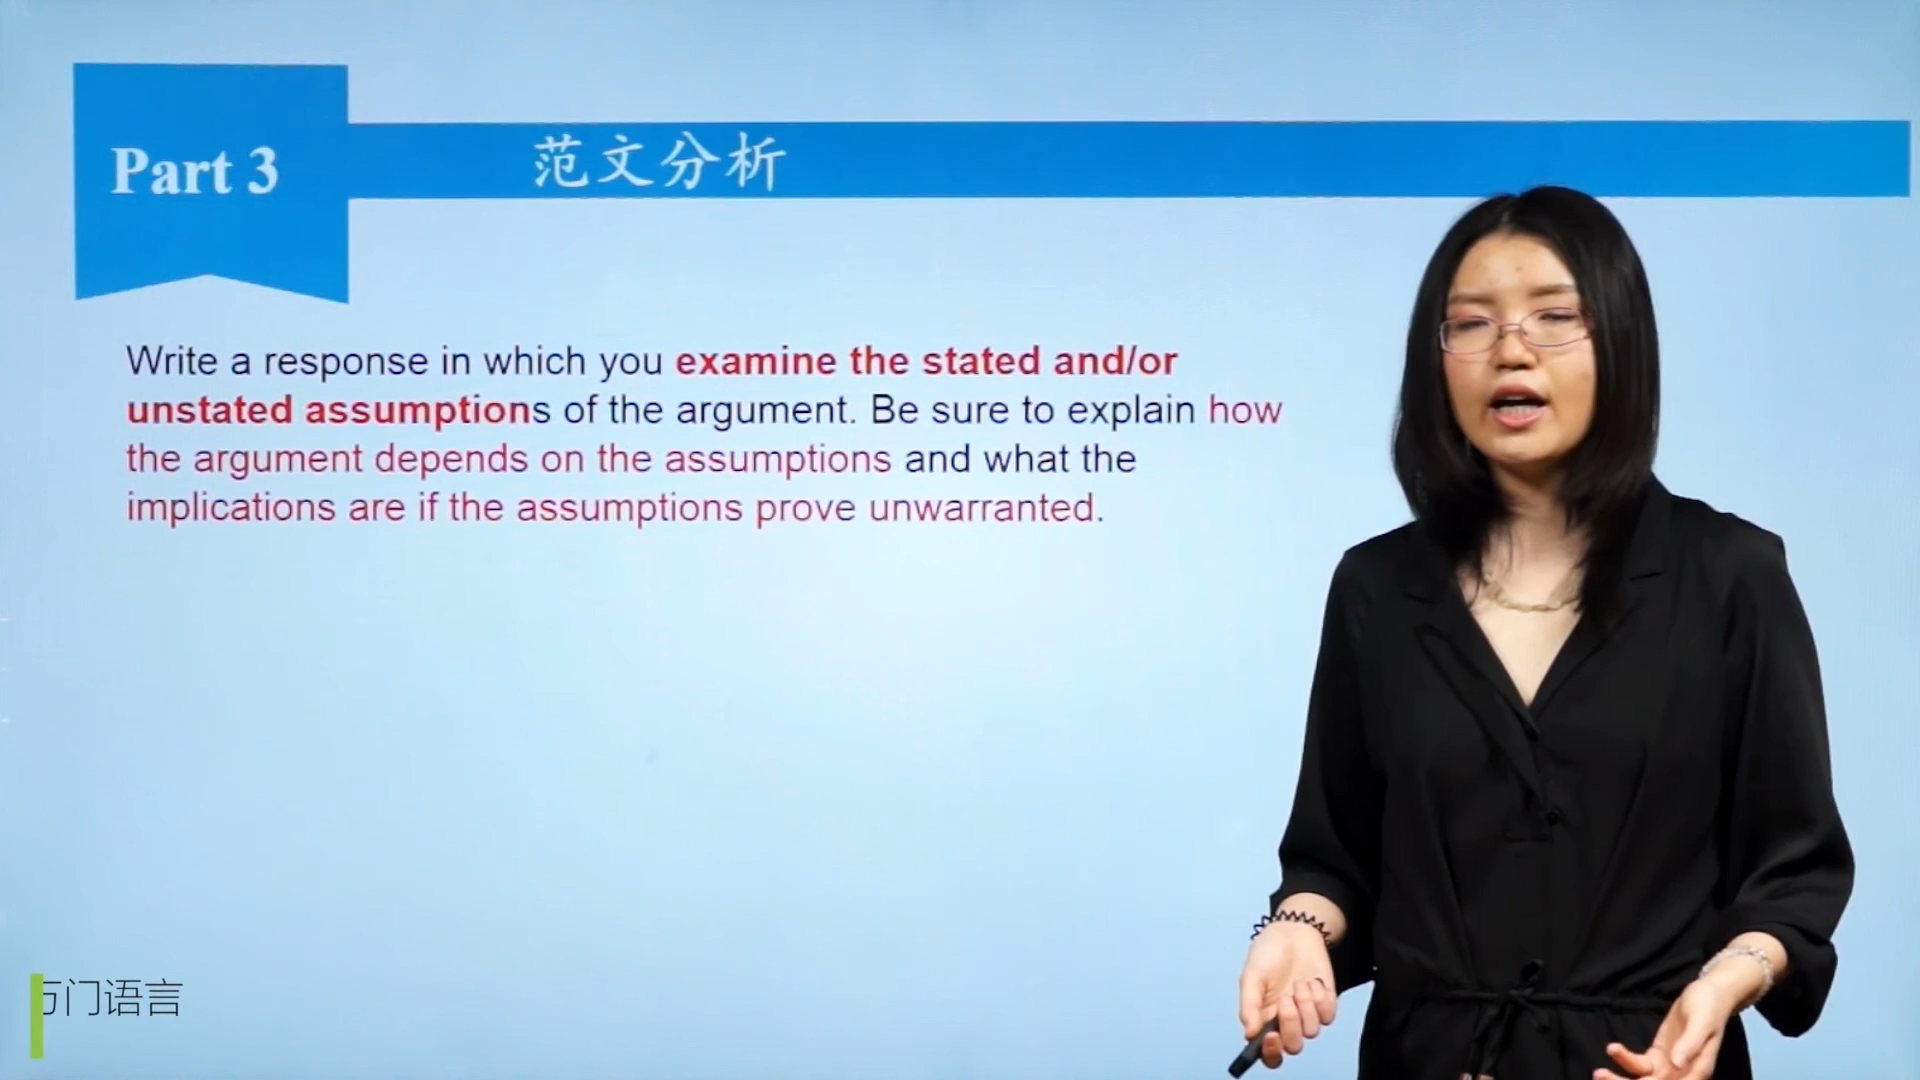 Part 3
范文分析
Write a response in which you examine the stated and/or
unstated assumptions of the argument. Be sure to explain how
the argument depends on the assumptions and what the
implications are if the assumptions prove unwarranted.
万门语言